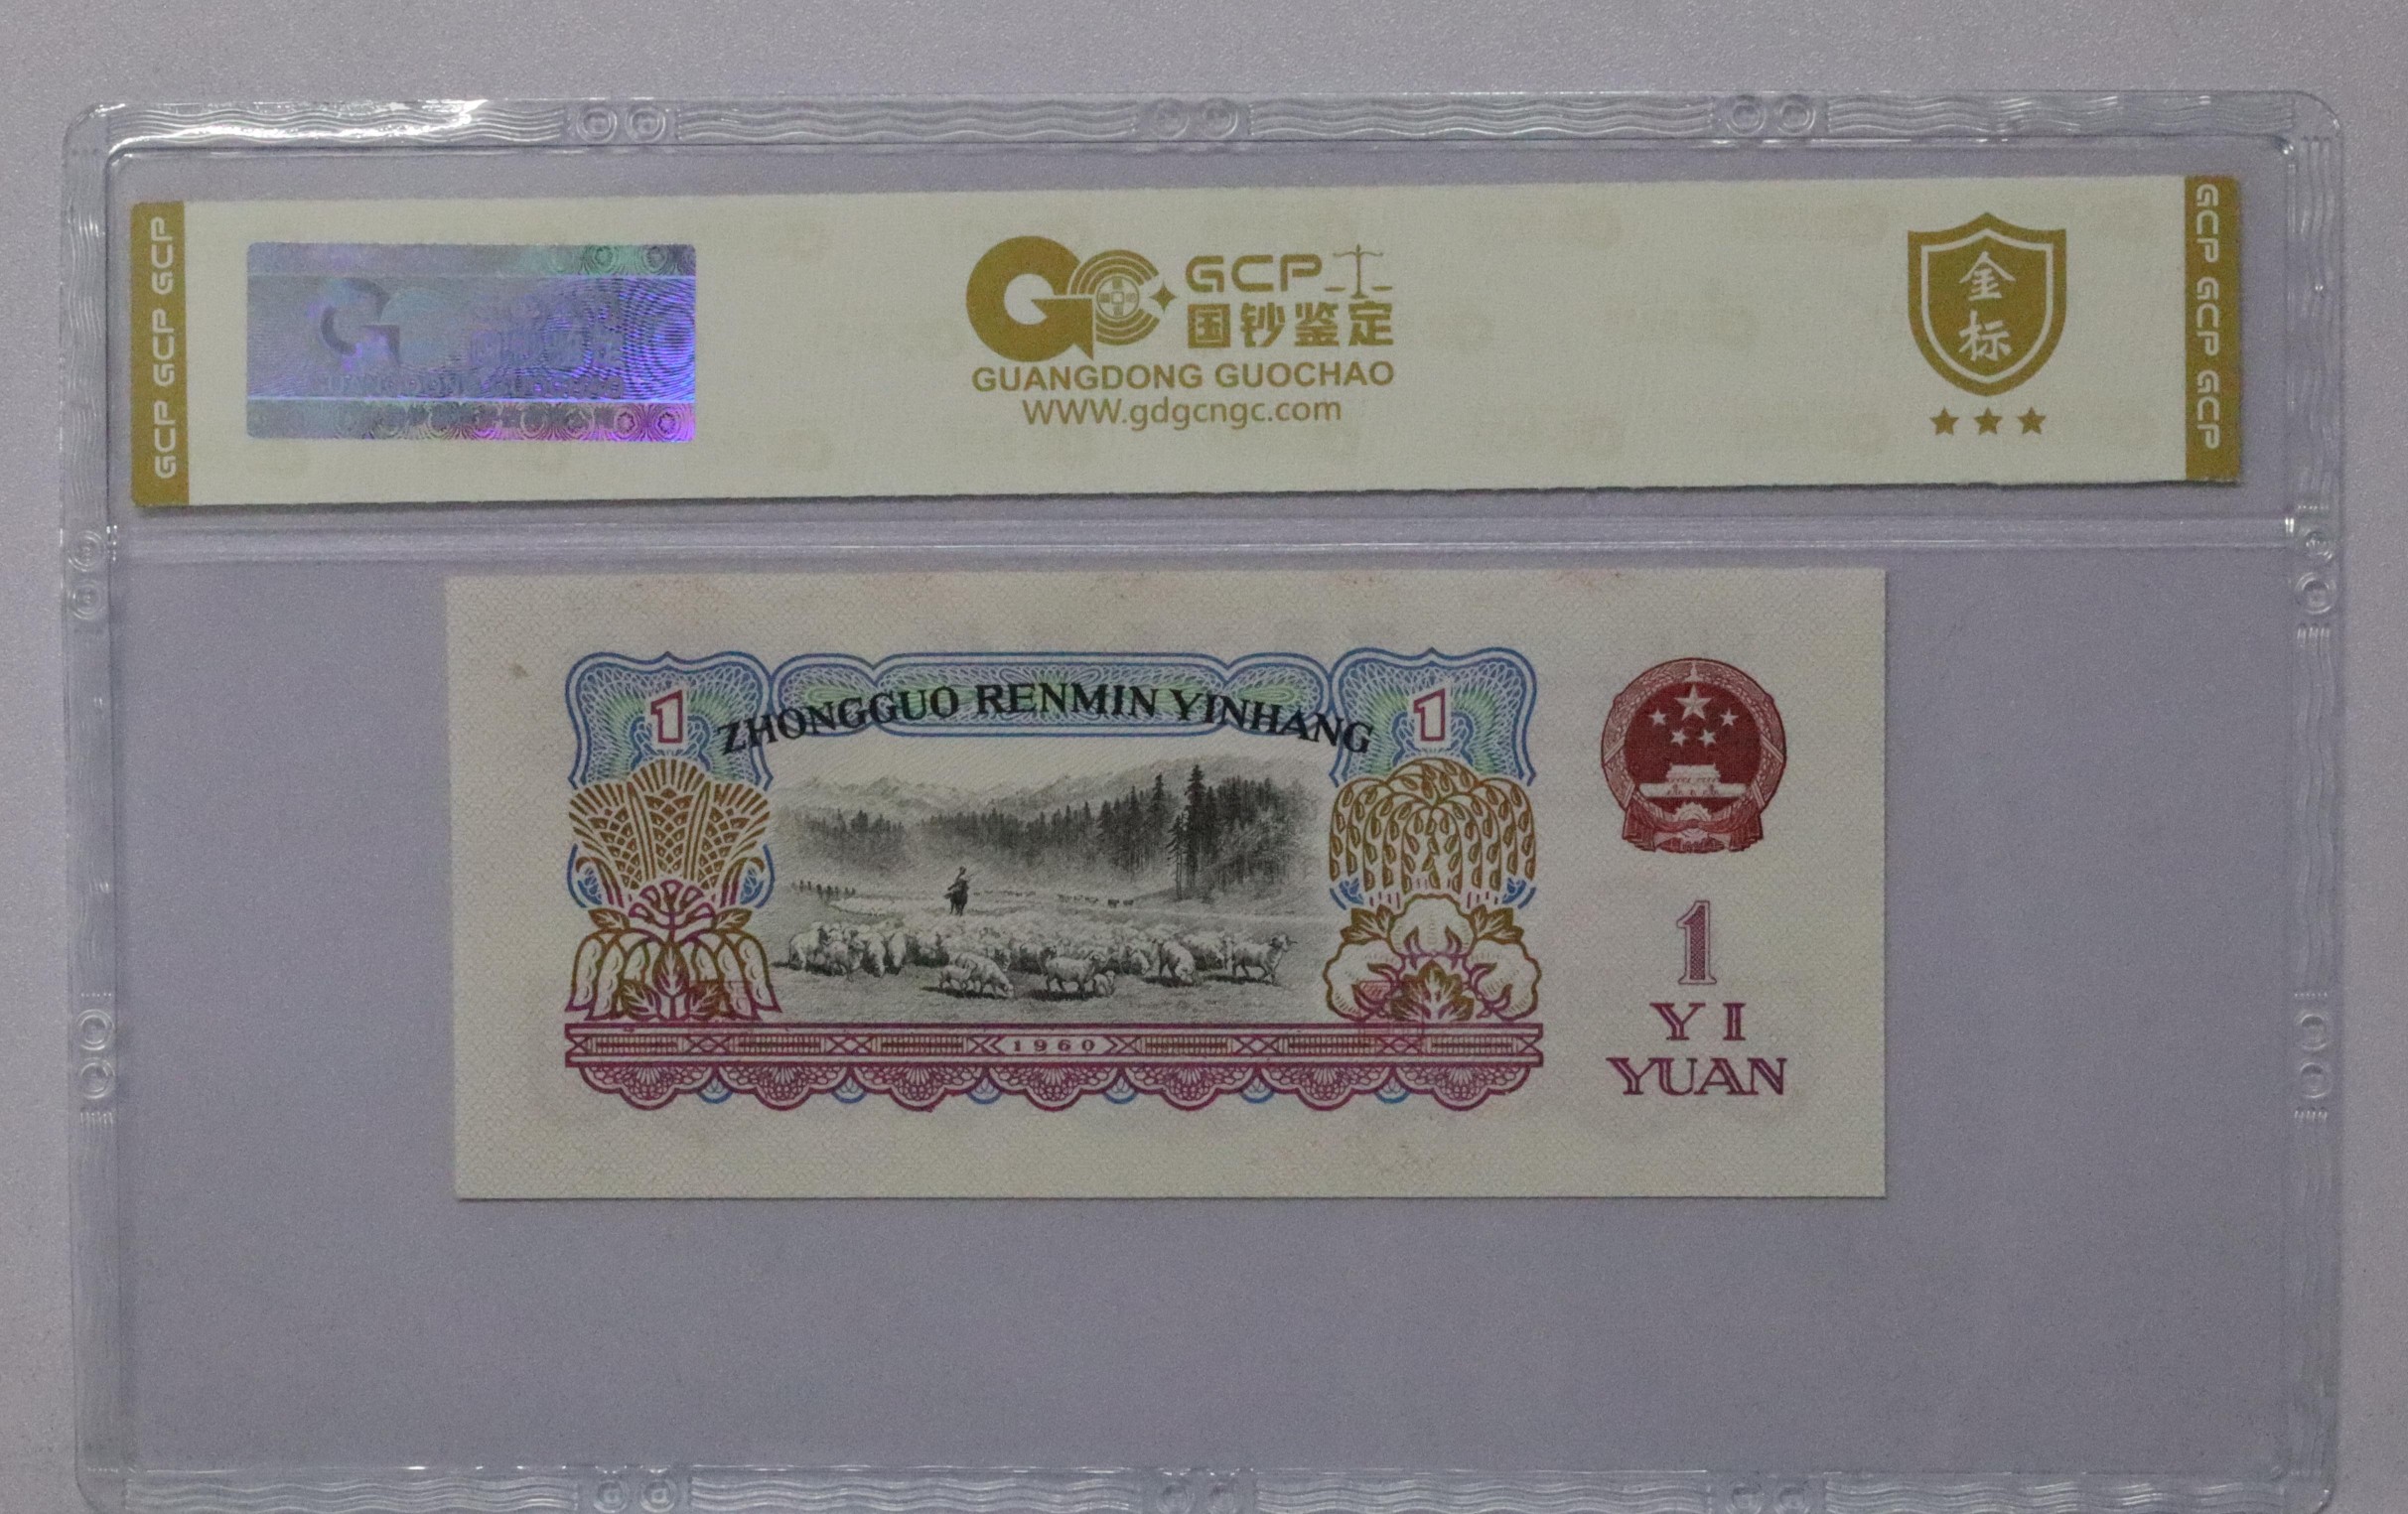 GCP GCP GCP
GCP
国钞鉴定
GUANGDONG GUOCHAO
WWW.gdgcngc.com
金
标
GCP GCP GCP
1
ZHONGGUO RENMIN YINHANG
1
1960
1
YI
YUAN